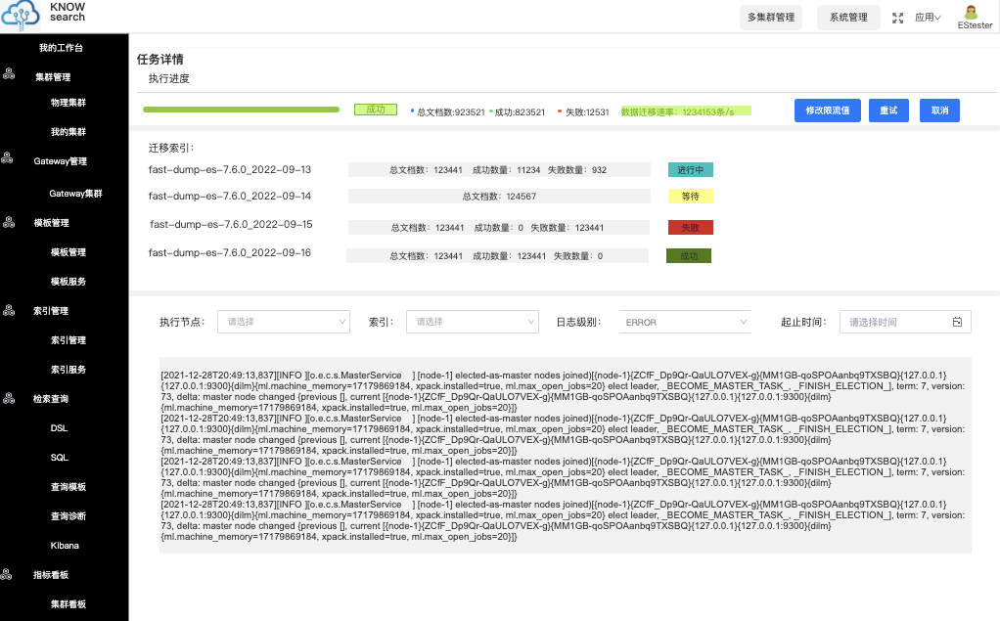 KNOW
search
多集群管理
系统管理
应用
EStester
我的工作台
集群管理
物理集群
我的集群
Gateway管理
Gateway集群
模板管理
模板管理
模板服务
索引管理
索引管理
索引服务
检索查询
DSL
SQL
查询模板
查询诊断
Kibana
指标看板
集群看板
任务详情
执行进度
成功
总文档数:923521
成功:823521
失败:12531
数据迁移速率：1234153条/s
修改限流值
重试
取消
迁移索引:
fast-dump-es-7.6.0_2022-09-13
总文档数：123441 成功数量：11234 失败数量：932
进行中
fast-dump-es-7.6.0_2022-09-14
总文档数：124567
等待
fast-dump-es-7.6.0_2022-09-15
总文档数：123441 成功数量：0 失败数量：123441
失败
fast-dump-es-7.6.0_2022-09-16
总文档数：123441 成功数量：123441 失败数量：0
成功
执行节点：
请选择
索引：
请选择
日志级别：
ERROR
起止时间：
请选择时间
[2021-12-28T20:49:13,837][INFO ][o.e.c.s.MasterService ] [node-1] elected-as-master nodes joined)[{node-1}{ZCfF_Dp9Qr-QaULO7VEX-g}{MM1GB-qoSPOAanbq9TXSBQ}{127.0.0.1}
{127.0.0.1:9300}{dilm}{ml.machine_memory=17179869184, xpack.installed=true, ml.max_open_jobs=20} elect leader, _BECOME_MASTER_TASK_, _FINISH_ELECTION_], term: 7, version:
73, delta: master node changed {previous [], current [{node-1}{ZCfF_Dp9Qr-QaULO7VEX-g}{MM1GB-qoSPOAanbq9TXSBQ}{127.0.0.1}{127.0.0.1:9300}{dilm}
{ml.machine_memory=17179869184, xpack.installed=true, ml.max_open_jobs=20}]}
[2021-12-28T20:49:13,837][INFO ][o.e.c.s.MasterService ] [node-1] elected-as-master nodes joined)[{node-1}{ZCfF_Dp9Qr-QaULO7VEX-g}{MM1GB-qoSPOAanbq9TXSBQ}{127.0.0.1}
{127.0.0.1:9300}{dilm}{ml.machine_memory=17179869184, xpack.installed=true, ml.max_open_jobs=20} elect leader, _BECOME_MASTER_TASK_, _FINISH_ELECTION_], term: 7, version:
73, delta: master node changed {previous [], current [{node-1}{ZCfF_Dp9Qr-QaULO7VEX-g}{MM1GB-qoSPOAanbq9TXSBQ}{127.0.0.1}{127.0.0.1:9300}{dilm}
{ml.machine_memory=17179869184, xpack.installed=true, ml.max_open_jobs=20}]}
[2021-12-28T20:49:13,837][INFO ][o.e.c.s.MasterService ] [node-1] elected-as-master nodes joined)[{node-1}{ZCfF_Dp9Qr-QaULO7VEX-g}{MM1GB-qoSPOAanbq9TXSBQ}{127.0.0.1}
{127.0.0.1:9300}{dilm}{ml.machine_memory=17179869184, xpack.installed=true, ml.max_open_jobs=20} elect leader, _BECOME_MASTER_TASK_, _FINISH_ELECTION_], term: 7, version:
73, delta: master node changed {previous [], current [{node-1}{ZCfF_Dp9Qr-QaULO7VEX-g}{MM1GB-qoSPOAanbq9TXSBQ}{127.0.0.1}{127.0.0.1:9300}{dilm}
{ml.machine_memory=17179869184, xpack.installed=true, ml.max_open_jobs=20}]}
[2021-12-28T20:49:13,837][INFO ][o.e.c.s.MasterService ] [node-1] elected-as-master nodes joined)[{node-1}{ZCfF_Dp9Qr-QaULO7VEX-g}{MM1GB-qoSPOAanbq9TXSBQ}{127.0.0.1}
{127.0.0.1:9300}{dilm}{ml.machine_memory=17179869184, xpack.installed=true, ml.max_open_jobs=20} elect leader, _BECOME_MASTER_TASK_, _FINISH_ELECTION_], term: 7, version:
73, delta: master node changed {previous [], current [{node-1}{ZCfF_Dp9Qr-QaULO7VEX-g}{MM1GB-qoSPOAanbq9TXSBQ}{127.0.0.1}{127.0.0.1:9300}{dilm}
{ml.machine_memory=17179869184, xpack.installed=true, ml.max_open_jobs=20}]}